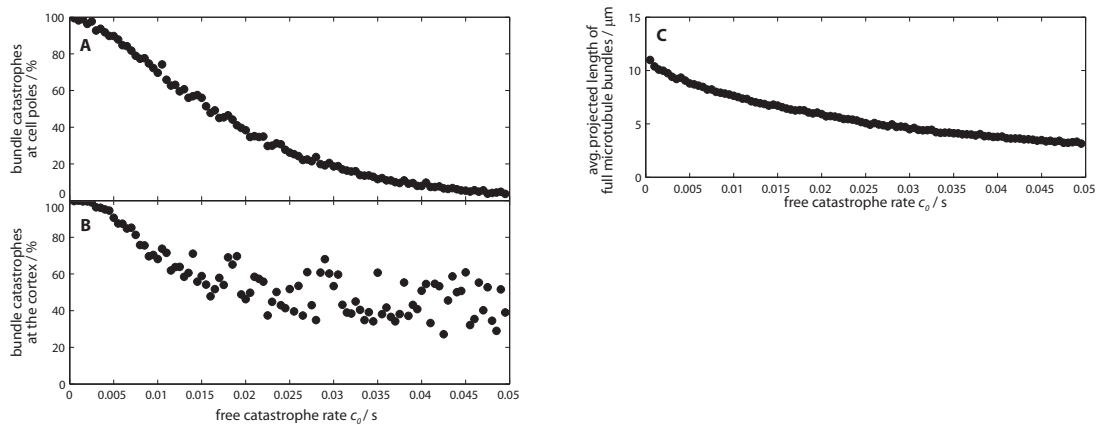 100
80
60
40
20
0
A
bundle catastrophes
at cell poles / %
100
80
60
40
20
0
B
bundle catastrophes
at the cortex / %
0 0.005 0.01 0.015 0.02 0.025 0.03 0.035 0.04 0.045 0.05
free catastrophe rate c₀ / s
15
10
5
0
C
avg. projected length of
full microtubule bundles / μm
0 0.005 0.01 0.015 0.02 0.025 0.03 0.035 0.04 0.045 0.05
free catastrophe rate c₀ / s